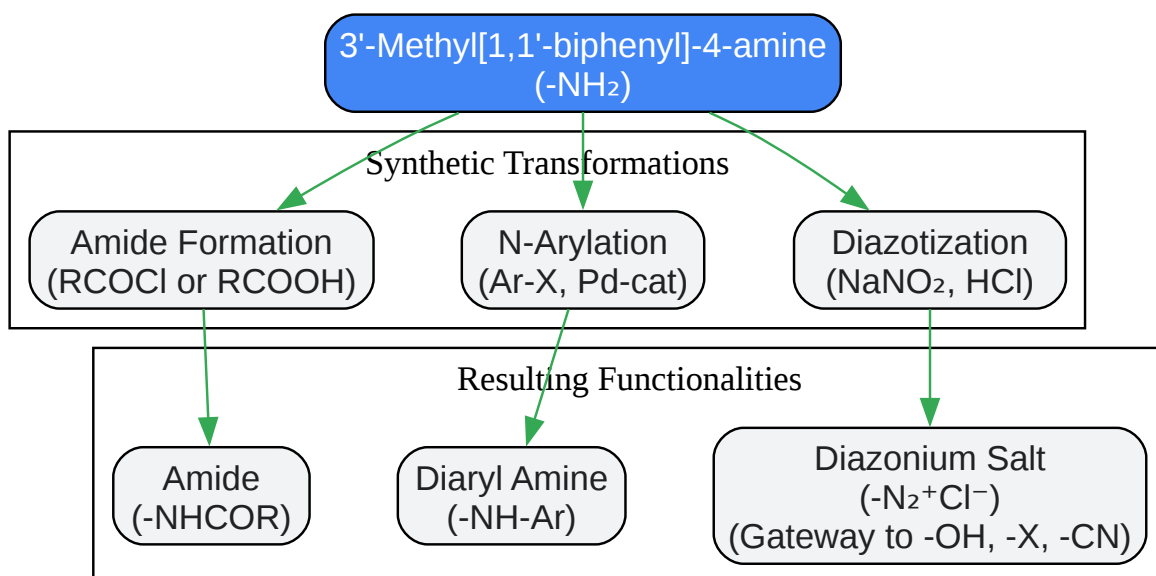 3'-Methyl[1,1'-biphenyl]-4-amine
(-NH₂)
Synthetic Transformations
Amide Formation
(RCOCl or RCOOH)
N-Arylation
(Ar-X, Pd-cat)
Diazotization
(NaNO₂, HCl)
Resulting Functionalities
Amide
(-NHCOR)
Diaryl Amine
(-NH-Ar)
Diazonium Salt
(-N₂⁺Cl⁻)
(Gateway to -OH, -X, -CN)